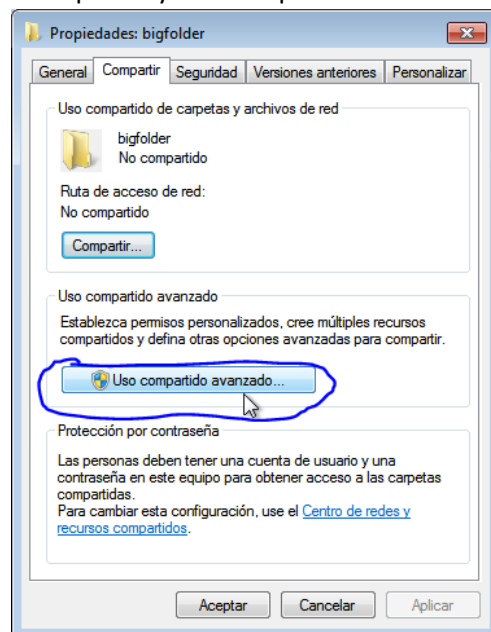 Propiedades: bigfolder
General Compartir Seguridad Versiones anteriores Personalizar
Uso compartido de carpetas y archivos de red
bigfolder
No compartido
Ruta de acceso de red:
No compartido
Compartir...
Uso compartido avanzado
Establezca permisos personalizados, cree múltiples recursos
compartidos y defina otras opciones avanzadas para compartir.
Uso compartido avanzado...
Protección por contraseña
Las personas deben tener una cuenta de usuario y una
contraseña en este equipo para obtener acceso a las carpetas
compartidas.
Para cambiar esta configuración, use el Centro de redes y
recursos compartidos.
Aceptar Cancelar Aplicar